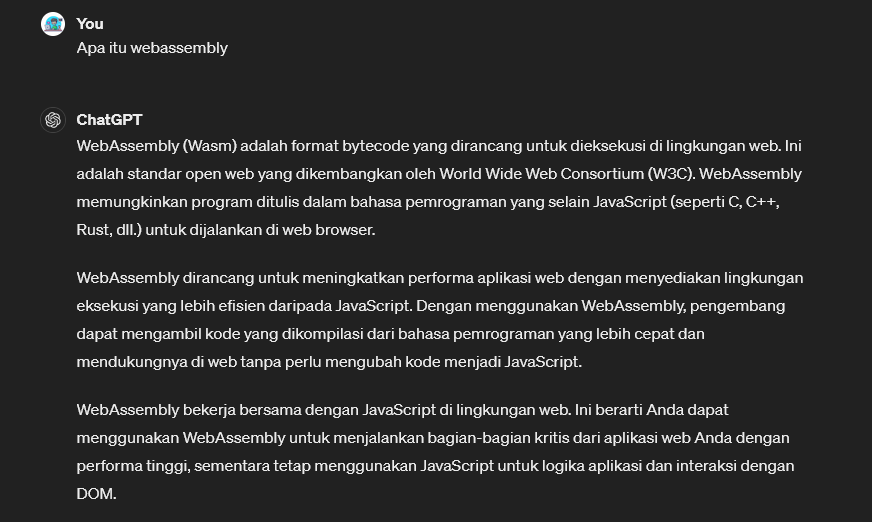 You
Apa itu webassembly
ChatGPT
WebAssembly (Wasm) adalah format bytecode yang dirancang untuk dieksekusi di lingkungan web. Ini
adalah standar open web yang dikembangkan oleh World Wide Web Consortium (W3C). WebAssembly
memungkinkan program ditulis dalam bahasa pemrograman yang selain JavaScript (seperti C, C++,
Rust, dll.) untuk dijalankan di web browser.
WebAssembly dirancang untuk meningkatkan performa aplikasi web dengan menyediakan lingkungan
eksekusi yang lebih efisien daripada JavaScript. Dengan menggunakan WebAssembly, pengembang
dapat mengambil kode yang dikompilasi dari bahasa pemrograman yang lebih cepat dan
mendukungnya di web tanpa perlu mengubah kode menjadi JavaScript.
WebAssembly bekerja bersama dengan JavaScript di lingkungan web. Ini berarti Anda dapat
menggunakan WebAssembly untuk menjalankan bagian-bagian kritis dari aplikasi web Anda dengan
performa tinggi, sementara tetap menggunakan JavaScript untuk logika aplikasi dan interaksi dengan
DOM.